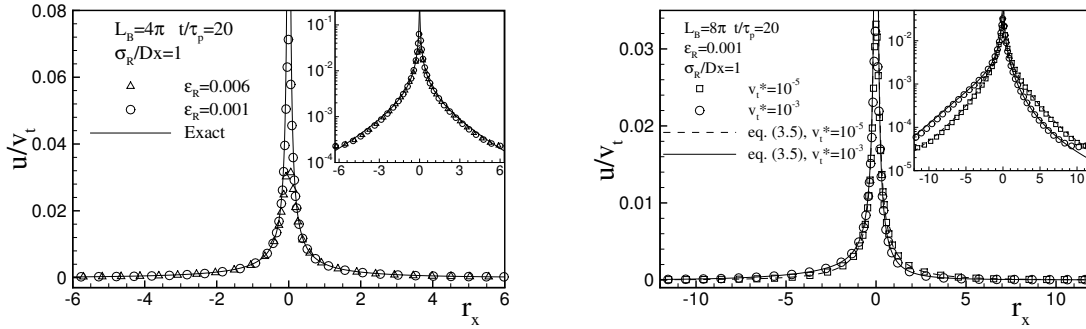 L_B=4π t/τ_p=20
σ_R/Dx=1
ε_R=0.006
ε_R=0.001
Exact
u/v_t
0.08
0.06
0.04
0.02
0
-6 -4 -2 0 2 4 6
r_x
10^-1
10^-2
10^-3
10^-4
-6 -3 0 3 6
L_B=8π t/τ_p=20
ε_R=0.001
σ_R/Dx=1
v_t*=10^-5
v_t*=10^-3
eq. (3.5), v_t*=10^-5
eq. (3.5), v_t*=10^-3
u/v_t
0.03
0.02
0.01
0.00
-10 -5 0 5 10
r_x
10^-2
10^-3
10^-4
10^-5
-10 -5 0 5 10